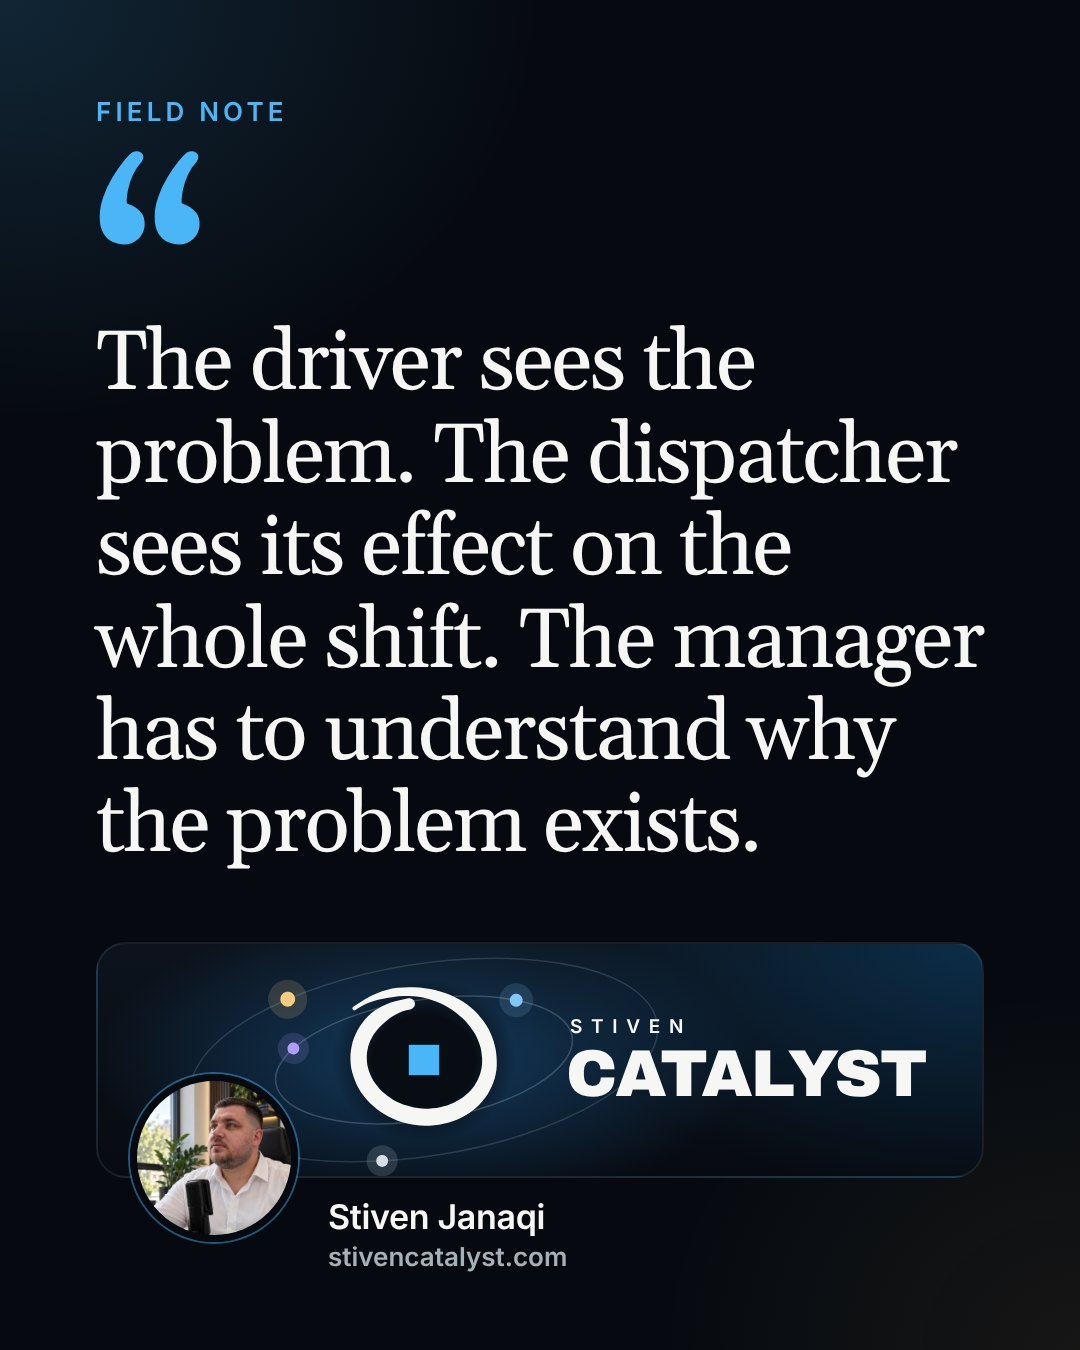 FIELD NOTE
“
The driver sees the
problem. The dispatcher
sees its effect on the
whole shift. The manager
has to understand why
the problem exists.
STIVEN
CATALYST
Stiven Janaqi
stivencatalyst.com